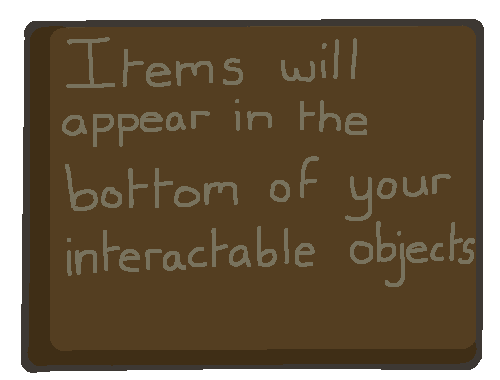 Items will
appear in the
bottom of your
interactable objects